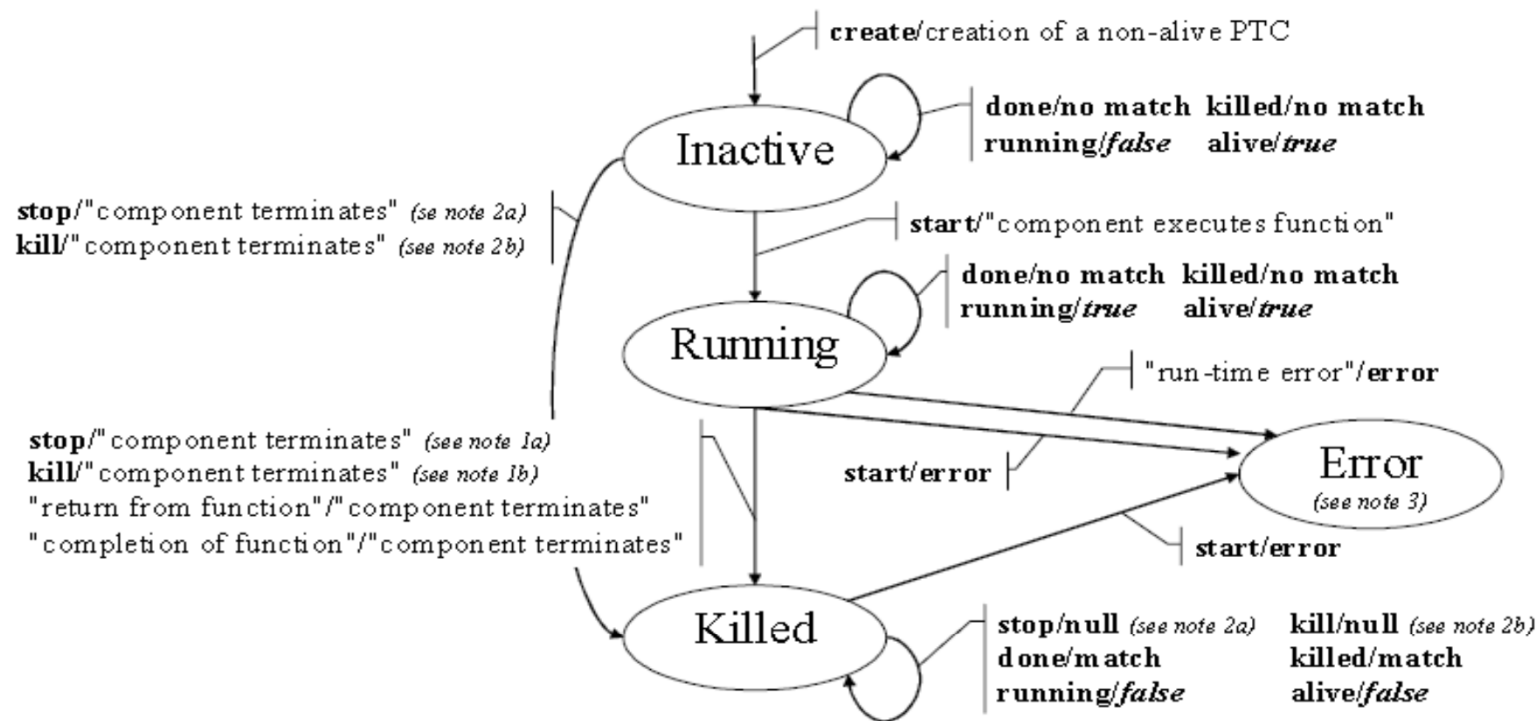 create/creation of a non-alive PTC
Inactive
done/no match killed/no match
running/false alive/true
stop/"component terminates" (se note 2a)
kill/"component terminates" (see note 2b)
start/"component executes function"
done/no match killed/no match
running/true alive/true
Running
"run-time error"/error
stop/"component terminates" (see note 1a)
kill/"component terminates" (see note 1b)
"return from function"/"component terminates"
"completion of function"/"component terminates"
start/error
Error
(see note 3)
start/error
Killed
stop/null (see note 2a) kill/null (see note 2b)
done/match killed/match
running/false alive/false